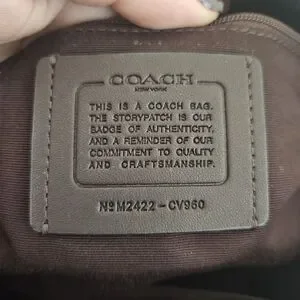 COACH
NEW YORK
THIS IS A COACH BAG.
THE STORYPATCH IS OUR
BADGE OF AUTHENTICITY,
AND A REMINDER OF OUR
COMMITMENT TO QUALITY
AND CRAFTSMANSHIP.
No M2422-CV960